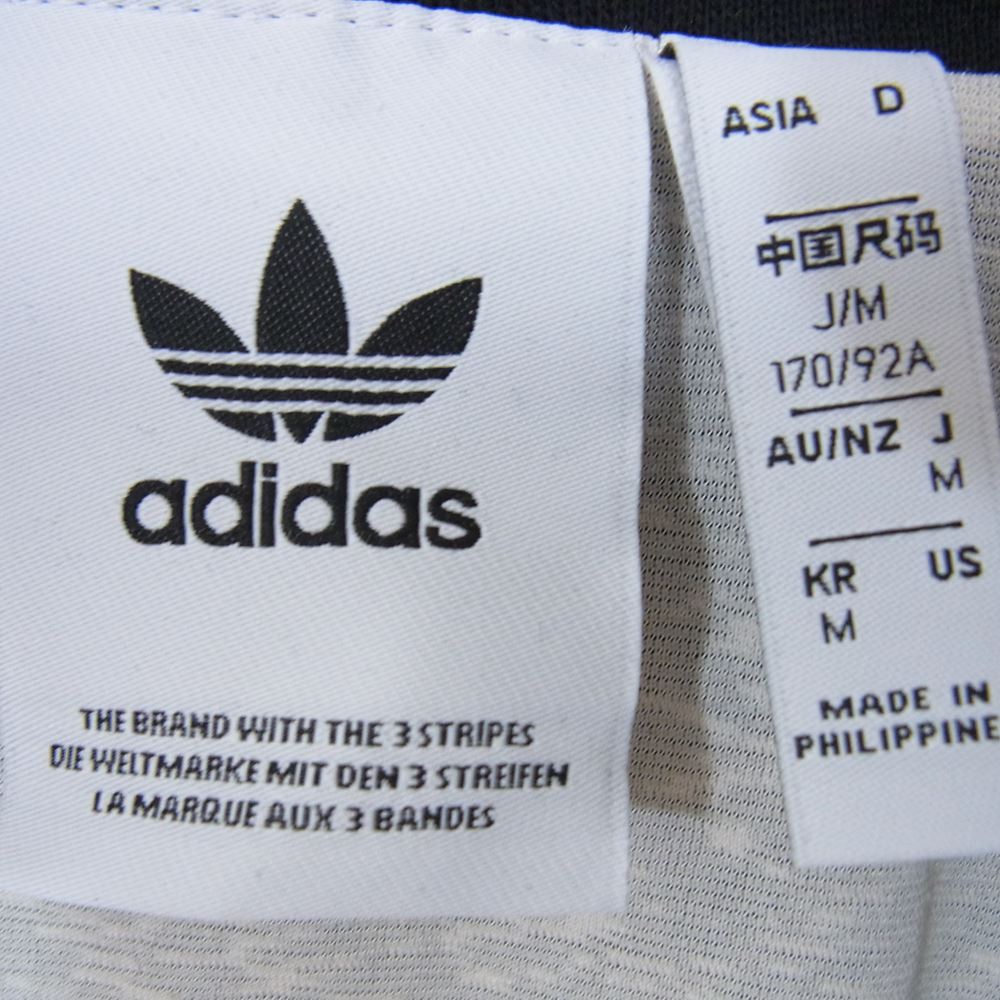 adidas
THE BRAND WITH THE 3 STRIPES
DIE WELTMARKE MIT DEN 3 STREIFEN
LA MARQUE AUX 3 BANDES
ASIA D
中国尺码
J/M
170/92A
AU/NZ J
M
KR US
M
MADE IN
PHILIPPINE